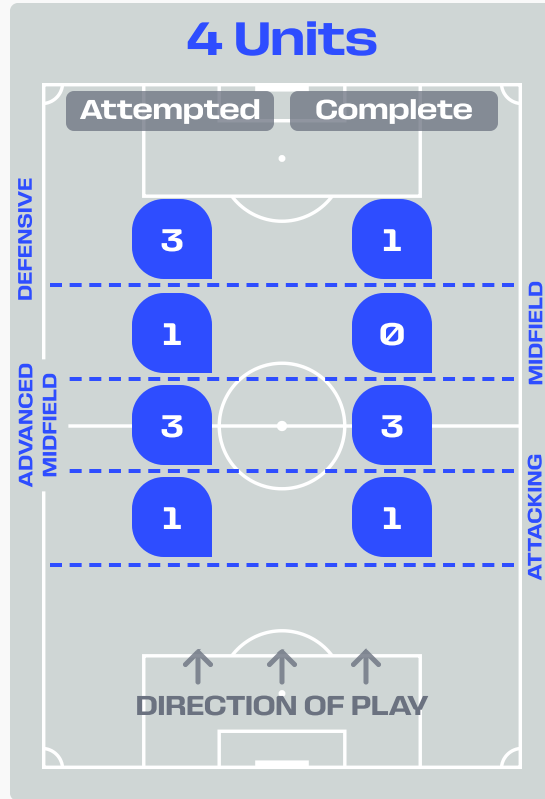 4 Units
Attempted Complete
DEFENSIVE
3 1
MIDFIELD
1 0
ADVANCED
MIDFIELD
3 3
ATTACKING
1 1
DIRECTION OF PLAY